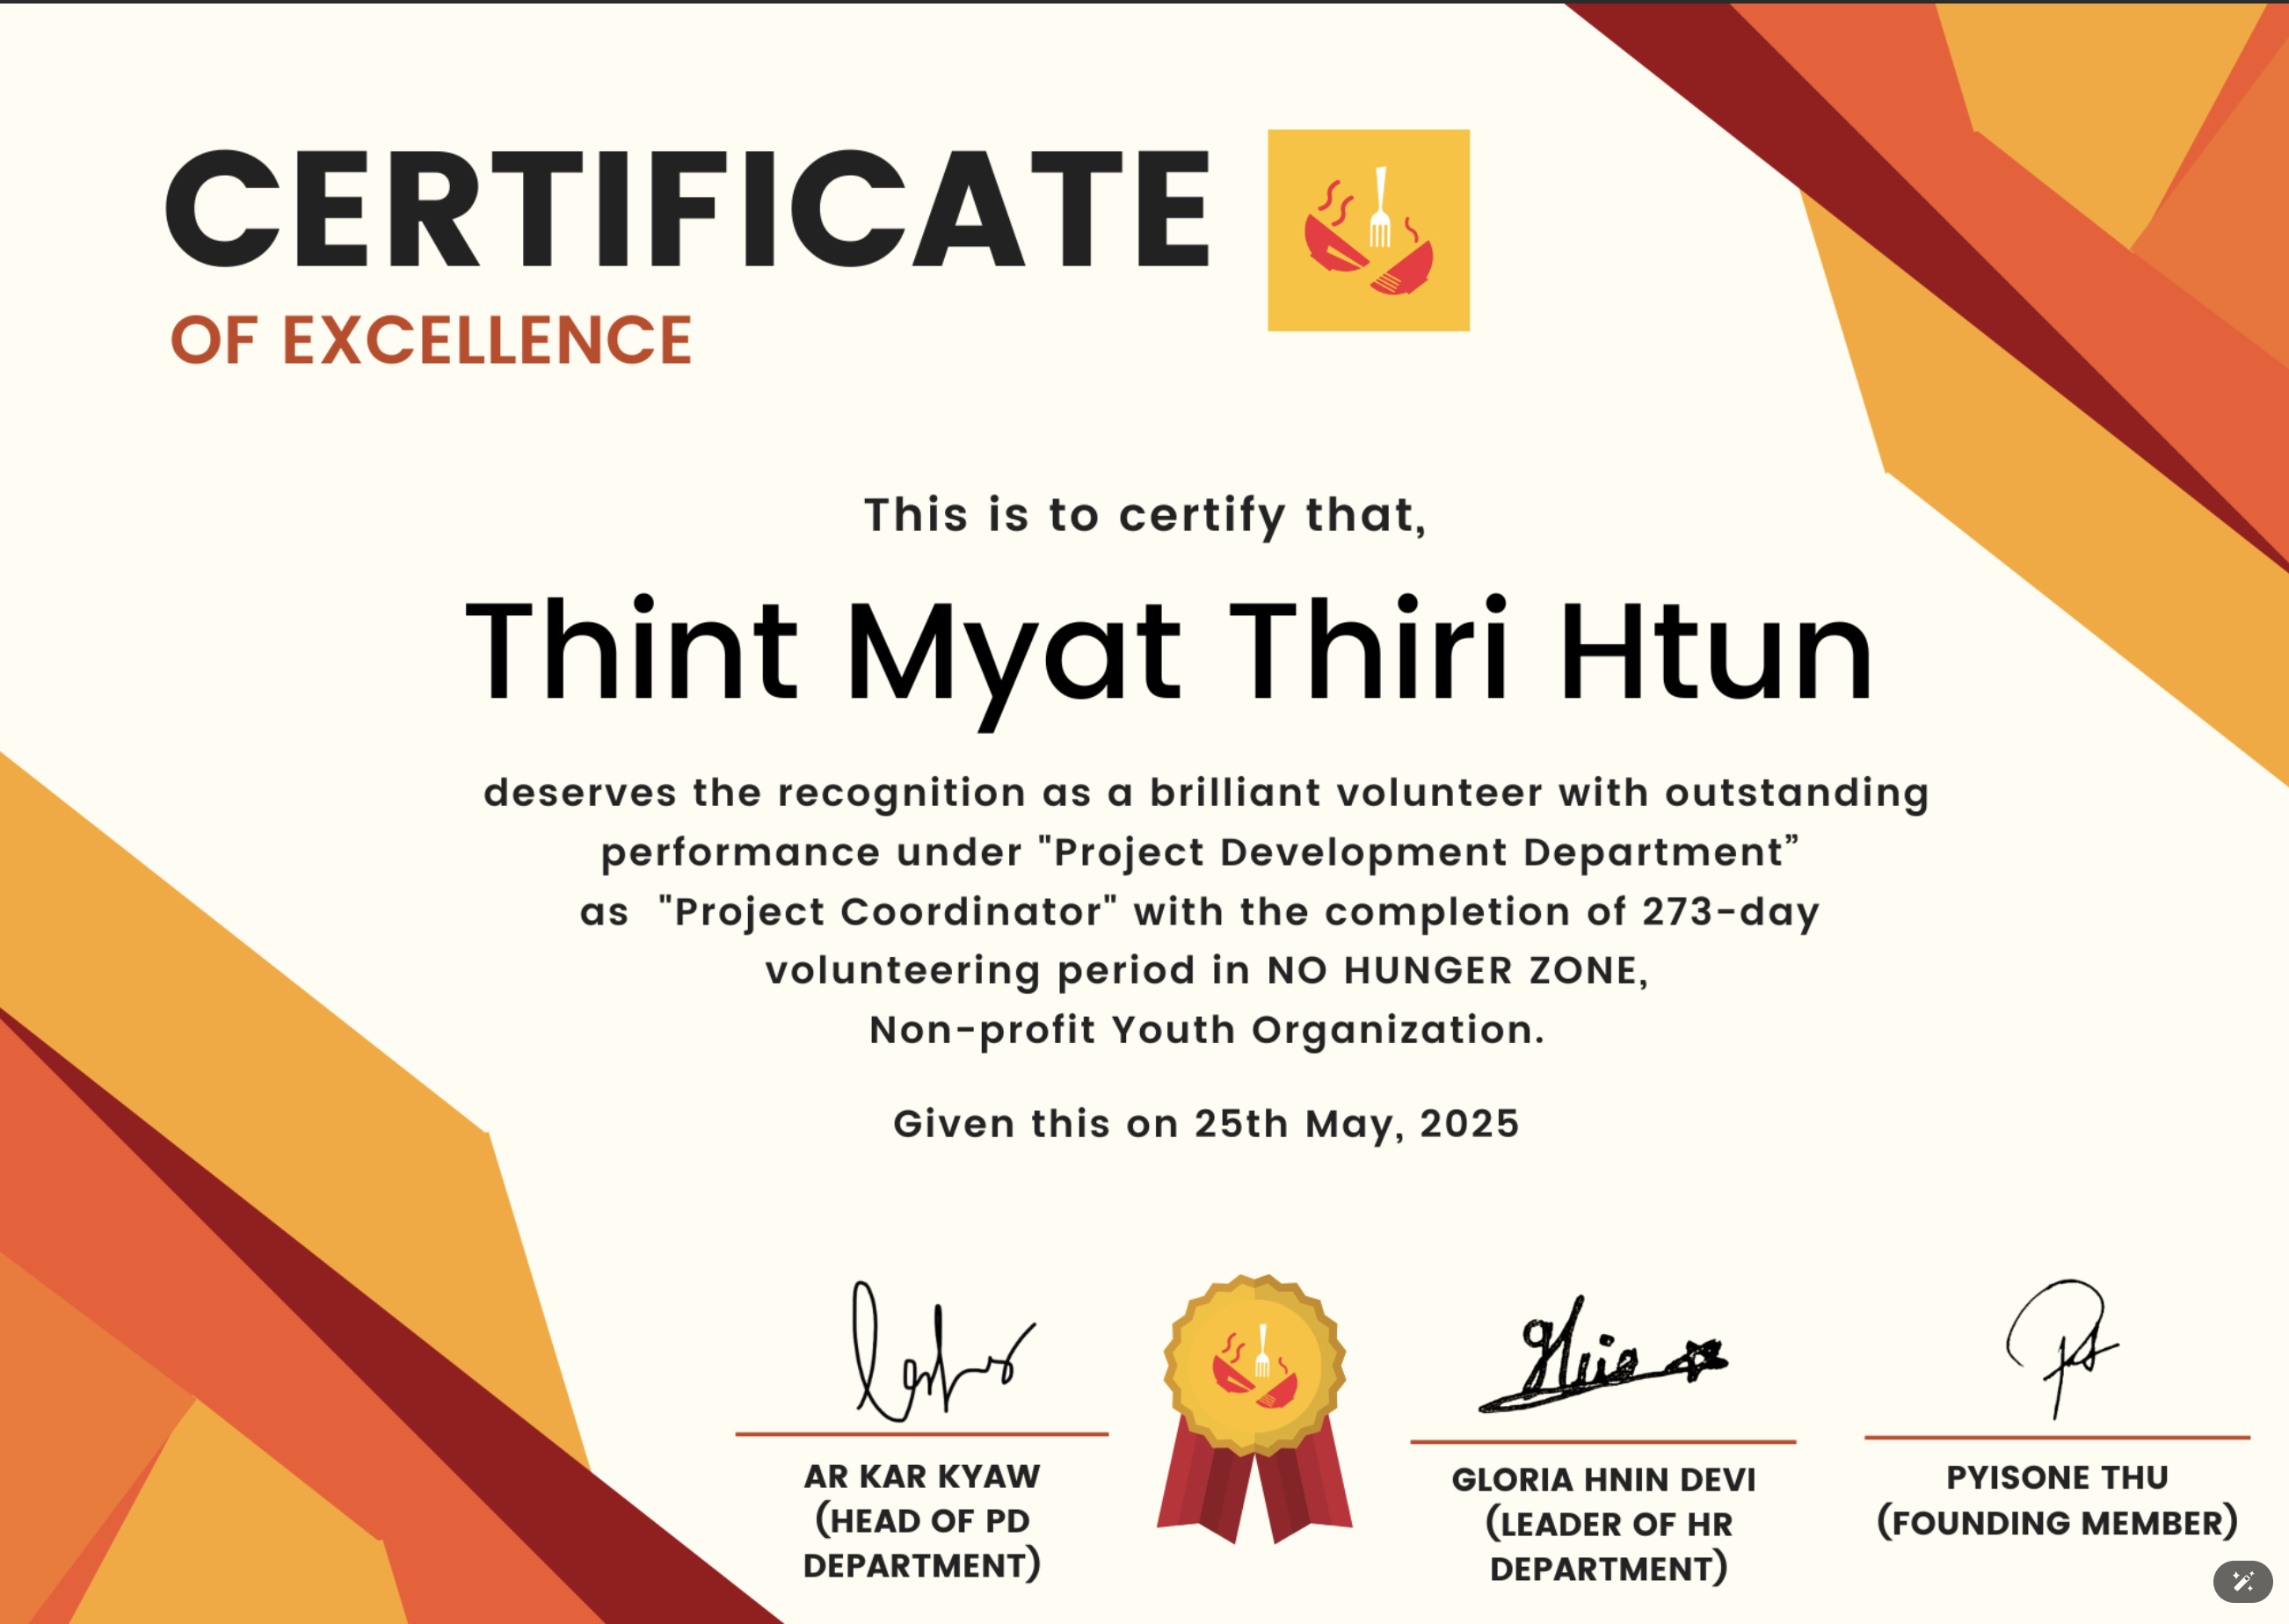 CERTIFICATE
OF EXCELLENCE
This is to certify that,
Thint Myat Thiri Htun
deserves the recognition as a brilliant volunteer with outstanding
performance under "Project Development Department”
as "Project Coordinator" with the completion of 273-day
volunteering period in NO HUNGER ZONE,
Non-profit Youth Organization.
Given this on 25th May, 2025
AR KAR KYAW
(HEAD OF PD
DEPARTMENT)
GLORIA HNIN DEVI
(LEADER OF HR
DEPARTMENT)
PYISONE THU
(FOUNDING MEMBER)